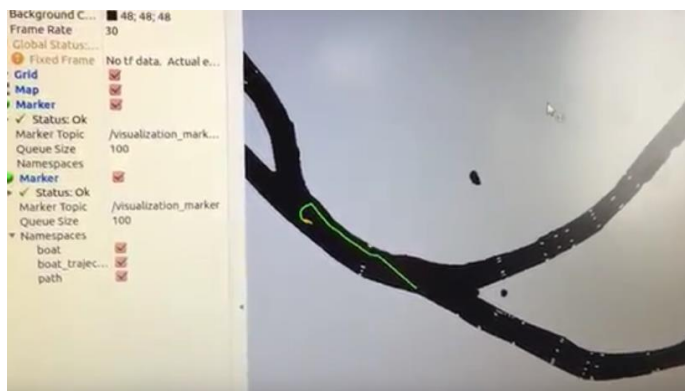 Background C... 48; 48; 48
Frame Rate 30
Global Status:...
Fixed Frame No tf data. Actual e...
Grid
Map
Marker
Status: Ok
Marker Topic /visualization_mark...
Queue Size 100
Namespaces
Marker
Status: Ok
Marker Topic /visualization_marker
Queue Size 100
Namespaces
boat
boat_trajec...
path